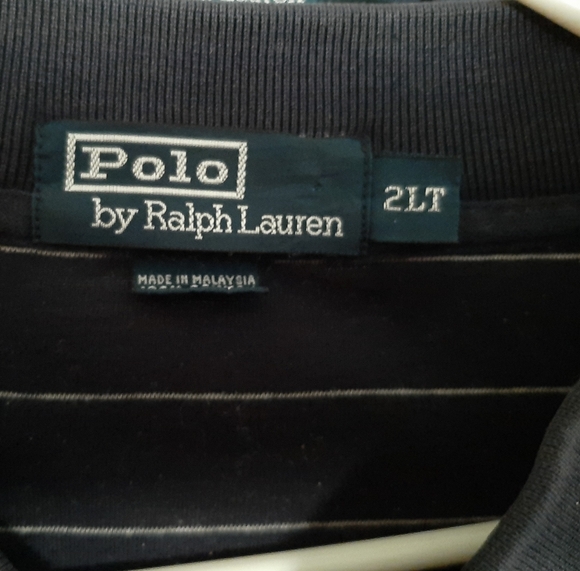 Polo
by Ralph Lauren
2LT
MADE IN MALAYSIA